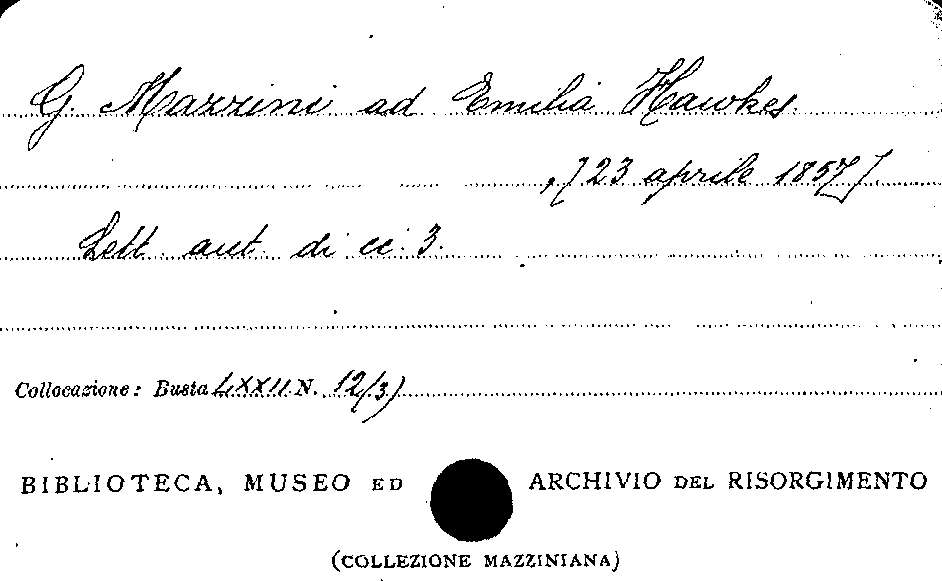 G. Mazzini ad Emilia Hawkes.
, [23 aprile 1857].
Lett. aut. di cc. 3.
Collocazione: Busta LXXII N. 12(3)
BIBLIOTECA, MUSEO ED ARCHIVIO DEL RISORGIMENTO
(COLLEZIONE MAZZINIANA)